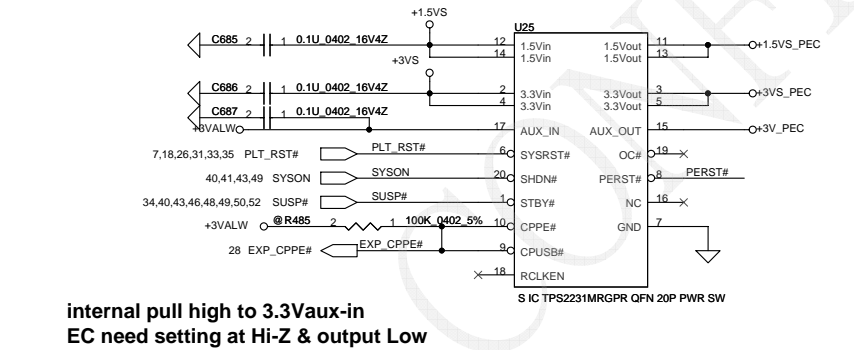 +1.5VS
U25
C685 2 1 0.1U_0402_16V4Z 12 1.5Vin 1.5Vout 11 +1.5VS_PEC
14 1.5Vin 1.5Vout 13
+3VS
C686 2 1 0.1U_0402_16V4Z 2 3.3Vin 3.3Vout 3 +3VS_PEC
4 3.3Vin 3.3Vout 5
C687 2 1 0.1U_0402_16V4Z
+3VALW 17 AUX_IN AUX_OUT 15 +3V_PEC
7,18,26,31,33,35 PLT_RST# PLT_RST# 6 SYSRST# OC# 19
40,41,43,49 SYSON SYSON 20 SHDN# PERST# 8 PERST#
34,40,43,46,48,49,50,52 SUSP# SUSP# 1 STBY# NC 16
+3VALW @R485 2 1 100K_0402_5% 10 CPPE# GND 7
28 EXP_CPPE# EXP_CPPE# 9 CPUSB#
18 RCLKEN
S IC TPS2231MRGPR QFN 20P PWR SW
internal pull high to 3.3Vaux-in
EC need setting at Hi-Z & output Low